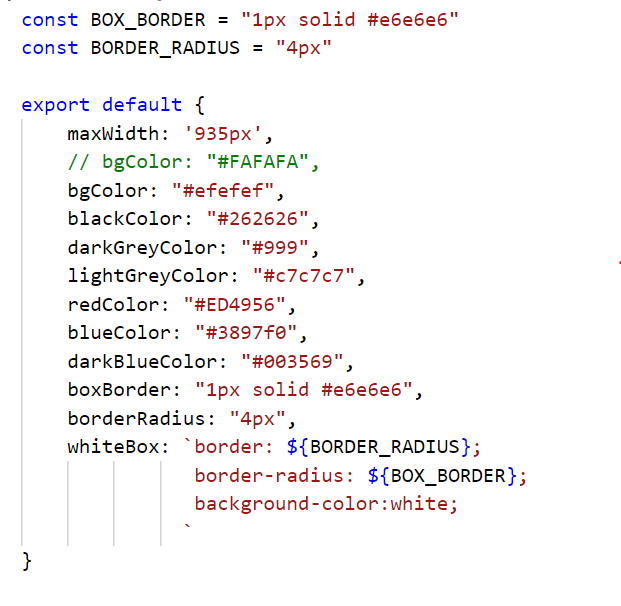 const BOX_BORDER = "1px solid #e6e6e6"
const BORDER_RADIUS = "4px"
export default {
maxWidth: '935px',
// bgColor: "#FAFAFA",
bgColor: "#efefef",
blackColor: "#262626",
darkGreyColor: "#999",
lightGreyColor: "#c7c7c7",
redColor: "#ED4956",
blueColor: "#3897f0",
darkBlueColor: "#003569",
boxBorder: "1px solid #e6e6e6",
borderRadius: "4px",
whiteBox: `border: ${BORDER_RADIUS};
border-radius: ${BOX_BORDER};
background-color:white;
`
}